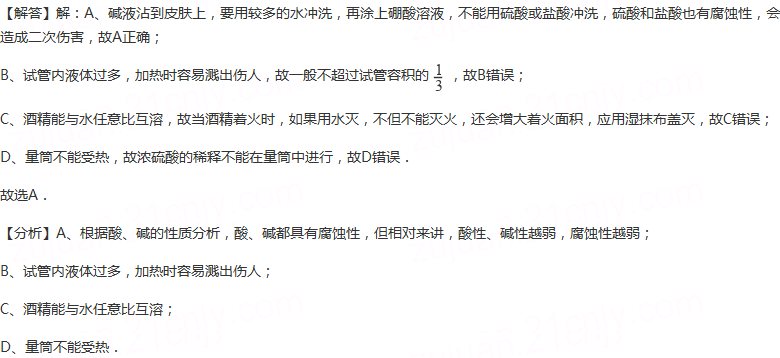 【解答】解：A、碱液沾到皮肤上，要用较多的水冲洗，再涂上硼酸溶液，不能用硫酸或盐酸冲洗，硫酸和盐酸也有腐蚀性，会
造成二次伤害，故A正确；
B、试管内液体过多，加热时容易溅出伤人，故一般不超过试管容积的 1/3 ，故B错误；
C、酒精能与水任意比互溶，故当酒精着火时，如果用水灭，不但不能灭火，还会增大着火面积，应用湿抹布盖灭，故C错误；
D、量筒不能受热，故浓硫酸的稀释不能在量筒中进行，故D错误．
故选A．
【分析】A、根据酸、碱的性质分析，酸、碱都具有腐蚀性，但相对来讲，酸性、碱性越弱，腐蚀性越弱；
B、试管内液体过多，加热时容易溅出伤人；
C、酒精能与水任意比互溶；
D、量筒不能受热．